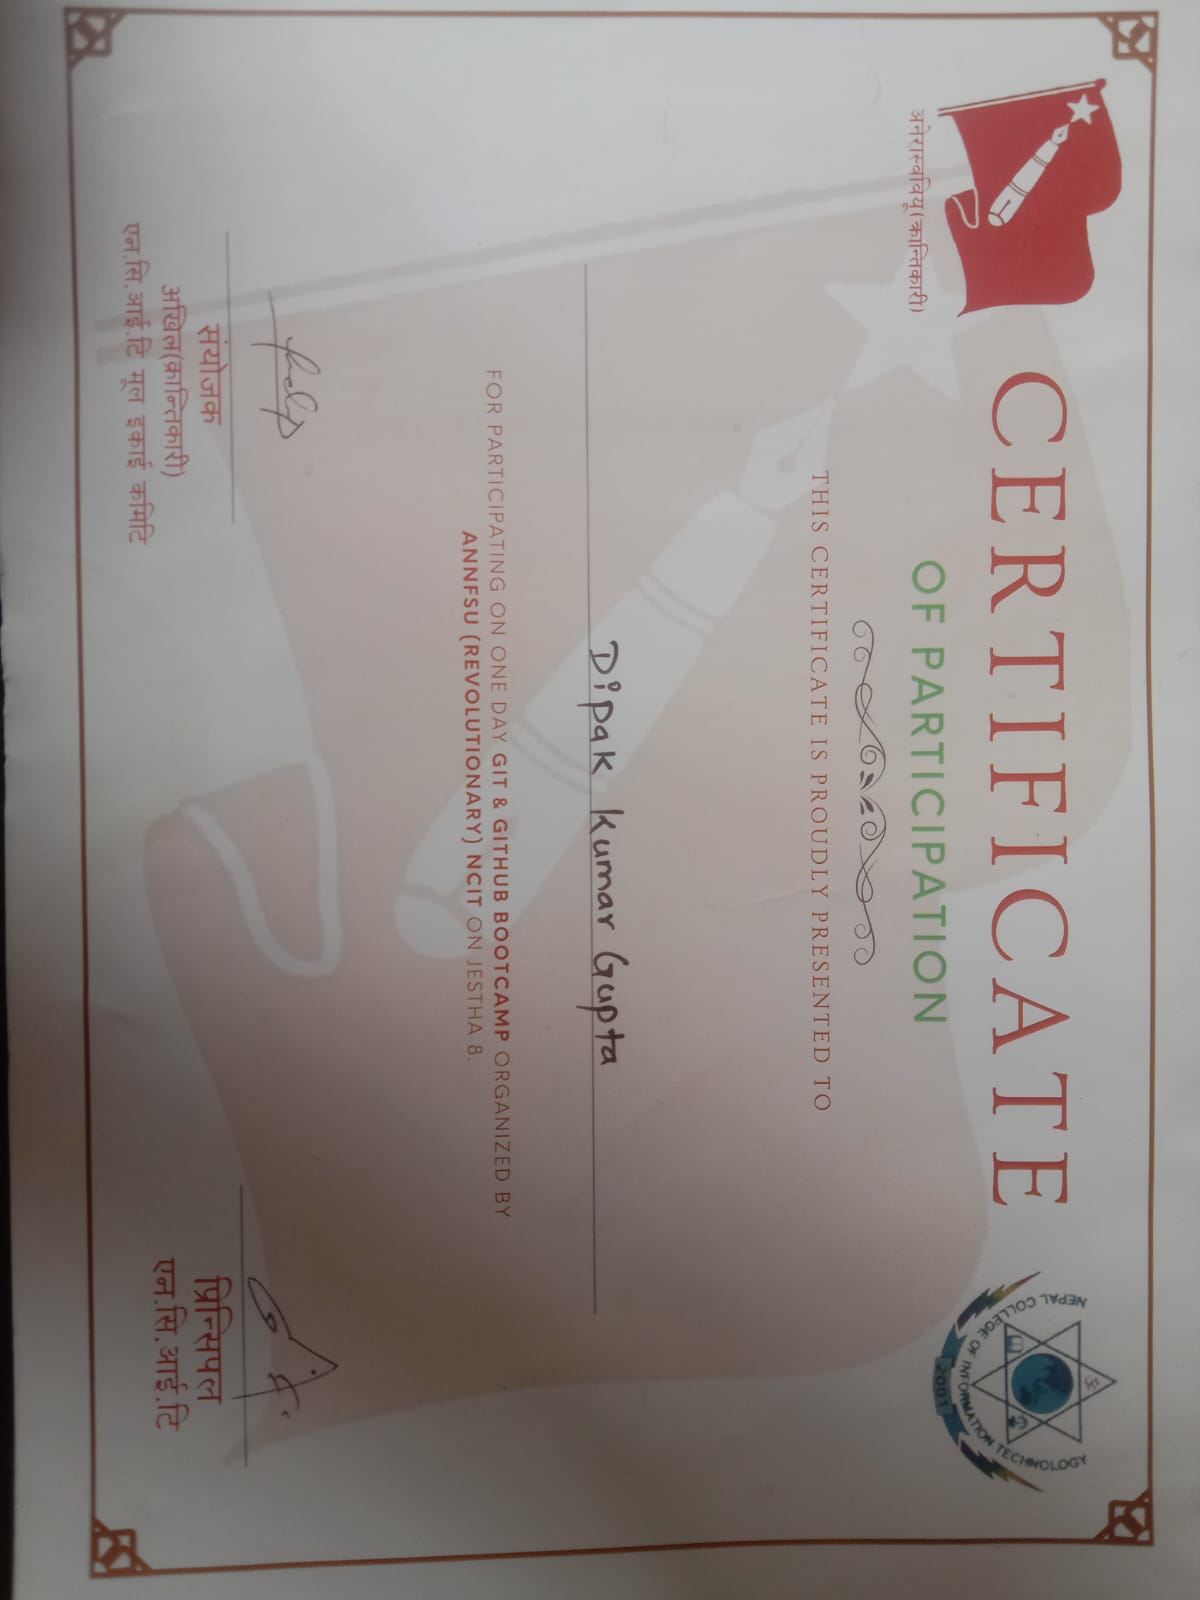 अनेरास्ववियू(क्रान्तिकारी)
NEPAL COLLEGE OF INFORMATION TECHNOLOGY
2001
CERTIFICATE
OF PARTICIPATION
THIS CERTIFICATE IS PROUDLY PRESENTED TO
Dipak Kumar Gupta
FOR PARTICIPATING ON ONE DAY GIT & GITHUB BOOTCAMP ORGANIZED BY
ANNFSU (REVOLUTIONARY) NCIT ON JESTHA 8.
संयोजक
अखिल(क्रान्तिकारी)
एन.सि.आई.टि मूल इकाई कमिटि
प्रिन्सिपल
एन.सि.आई.टि